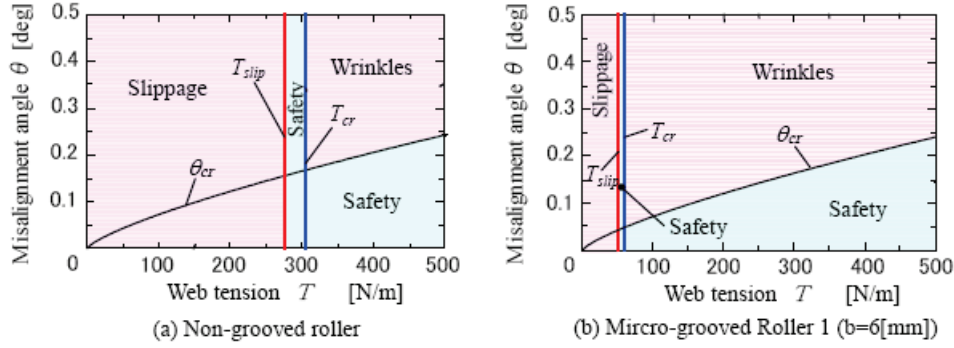 Misalignment angle θ [deg]
0.5
0.4
0.3
0.2
0.1
0
100
200
300
400
500
Slippage
T_slip
Safety
Wrinkles
T_cr
θ_cr
Safety
Web tension T [N/m]
(a) Non-grooved roller
Misalignment angle θ [deg]
0.5
0.4
0.3
0.2
0.1
0
100
200
300
400
500
Slippage
Wrinkles
T_cr
θ_cr
T_slip
Safety
Safety
Web tension T [N/m]
(b) Mircro-grooved Roller 1 (b=6[mm])